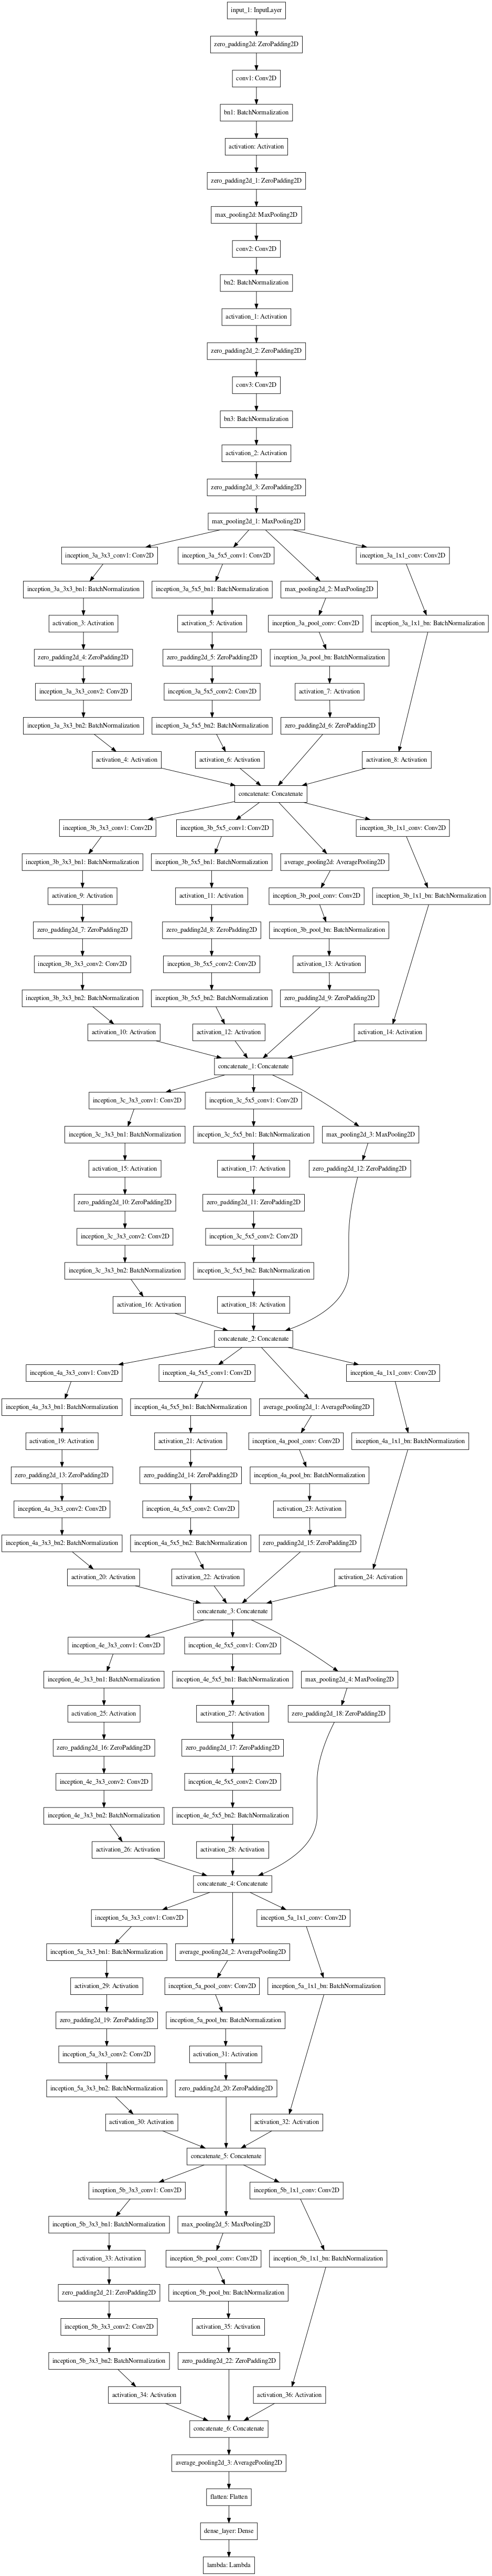 input_1: InputLayer
zero_padding2d: ZeroPadding2D
conv1: Conv2D
bn1: BatchNormalization
activation: Activation
zero_padding2d_1: ZeroPadding2D
max_pooling2d: MaxPooling2D
conv2: Conv2D
bn2: BatchNormalization
activation_1: Activation
zero_padding2d_2: ZeroPadding2D
conv3: Conv2D
bn3: BatchNormalization
activation_2: Activation
zero_padding2d_3: ZeroPadding2D
max_pooling2d_1: MaxPooling2D
inception_3a_3x3_conv1: Conv2D
inception_3a_5x5_conv1: Conv2D
inception_3a_1x1_conv: Conv2D
inception_3a_3x3_bn1: BatchNormalization
inception_3a_5x5_bn1: BatchNormalization
max_pooling2d_2: MaxPooling2D
activation_3: Activation
activation_5: Activation
inception_3a_pool_conv: Conv2D
inception_3a_1x1_bn: BatchNormalization
zero_padding2d_4: ZeroPadding2D
zero_padding2d_5: ZeroPadding2D
inception_3a_pool_bn: BatchNormalization
inception_3a_3x3_conv2: Conv2D
inception_3a_5x5_conv2: Conv2D
activation_7: Activation
inception_3a_3x3_bn2: BatchNormalization
inception_3a_5x5_bn2: BatchNormalization
zero_padding2d_6: ZeroPadding2D
activation_4: Activation
activation_6: Activation
activation_8: Activation
concatenate: Concatenate
inception_3b_3x3_conv1: Conv2D
inception_3b_5x5_conv1: Conv2D
inception_3b_1x1_conv: Conv2D
inception_3b_3x3_bn1: BatchNormalization
inception_3b_5x5_bn1: BatchNormalization
average_pooling2d: AveragePooling2D
activation_9: Activation
activation_11: Activation
inception_3b_pool_conv: Conv2D
inception_3b_1x1_bn: BatchNormalization
zero_padding2d_7: ZeroPadding2D
zero_padding2d_8: ZeroPadding2D
inception_3b_pool_bn: BatchNormalization
inception_3b_3x3_conv2: Conv2D
inception_3b_5x5_conv2: Conv2D
activation_13: Activation
inception_3b_3x3_bn2: BatchNormalization
inception_3b_5x5_bn2: BatchNormalization
zero_padding2d_9: ZeroPadding2D
activation_10: Activation
activation_12: Activation
activation_14: Activation
concatenate_1: Concatenate
inception_3c_3x3_conv1: Conv2D
inception_3c_5x5_conv1: Conv2D
inception_3c_3x3_bn1: BatchNormalization
inception_3c_5x5_bn1: BatchNormalization
max_pooling2d_3: MaxPooling2D
activation_15: Activation
activation_17: Activation
zero_padding2d_12: ZeroPadding2D
zero_padding2d_10: ZeroPadding2D
zero_padding2d_11: ZeroPadding2D
inception_3c_3x3_conv2: Conv2D
inception_3c_5x5_conv2: Conv2D
inception_3c_3x3_bn2: BatchNormalization
inception_3c_5x5_bn2: BatchNormalization
activation_16: Activation
activation_18: Activation
concatenate_2: Concatenate
inception_4a_3x3_conv1: Conv2D
inception_4a_5x5_conv1: Conv2D
inception_4a_1x1_conv: Conv2D
inception_4a_3x3_bn1: BatchNormalization
inception_4a_5x5_bn1: BatchNormalization
average_pooling2d_1: AveragePooling2D
activation_19: Activation
activation_21: Activation
inception_4a_pool_conv: Conv2D
inception_4a_1x1_bn: BatchNormalization
zero_padding2d_13: ZeroPadding2D
zero_padding2d_14: ZeroPadding2D
inception_4a_pool_bn: BatchNormalization
inception_4a_3x3_conv2: Conv2D
inception_4a_5x5_conv2: Conv2D
activation_23: Activation
inception_4a_3x3_bn2: BatchNormalization
inception_4a_5x5_bn2: BatchNormalization
zero_padding2d_15: ZeroPadding2D
activation_20: Activation
activation_22: Activation
activation_24: Activation
concatenate_3: Concatenate
inception_4e_3x3_conv1: Conv2D
inception_4e_5x5_conv1: Conv2D
inception_4e_3x3_bn1: BatchNormalization
inception_4e_5x5_bn1: BatchNormalization
max_pooling2d_4: MaxPooling2D
activation_25: Activation
activation_27: Activation
zero_padding2d_18: ZeroPadding2D
zero_padding2d_16: ZeroPadding2D
zero_padding2d_17: ZeroPadding2D
inception_4e_3x3_conv2: Conv2D
inception_4e_5x5_conv2: Conv2D
inception_4e_3x3_bn2: BatchNormalization
inception_4e_5x5_bn2: BatchNormalization
activation_26: Activation
activation_28: Activation
concatenate_4: Concatenate
inception_5a_3x3_conv1: Conv2D
inception_5a_1x1_conv: Conv2D
inception_5a_3x3_bn1: BatchNormalization
average_pooling2d_2: AveragePooling2D
activation_29: Activation
inception_5a_pool_conv: Conv2D
inception_5a_1x1_bn: BatchNormalization
zero_padding2d_19: ZeroPadding2D
inception_5a_pool_bn: BatchNormalization
inception_5a_3x3_conv2: Conv2D
activation_31: Activation
inception_5a_3x3_bn2: BatchNormalization
zero_padding2d_20: ZeroPadding2D
activation_30: Activation
activation_32: Activation
concatenate_5: Concatenate
inception_5b_3x3_conv1: Conv2D
inception_5b_1x1_conv: Conv2D
inception_5b_3x3_bn1: BatchNormalization
max_pooling2d_5: MaxPooling2D
activation_33: Activation
inception_5b_pool_conv: Conv2D
inception_5b_1x1_bn: BatchNormalization
zero_padding2d_21: ZeroPadding2D
inception_5b_pool_bn: BatchNormalization
inception_5b_3x3_conv2: Conv2D
activation_35: Activation
inception_5b_3x3_bn2: BatchNormalization
zero_padding2d_22: ZeroPadding2D
activation_34: Activation
activation_36: Activation
concatenate_6: Concatenate
average_pooling2d_3: AveragePooling2D
flatten: Flatten
dense_layer: Dense
lambda: Lambda